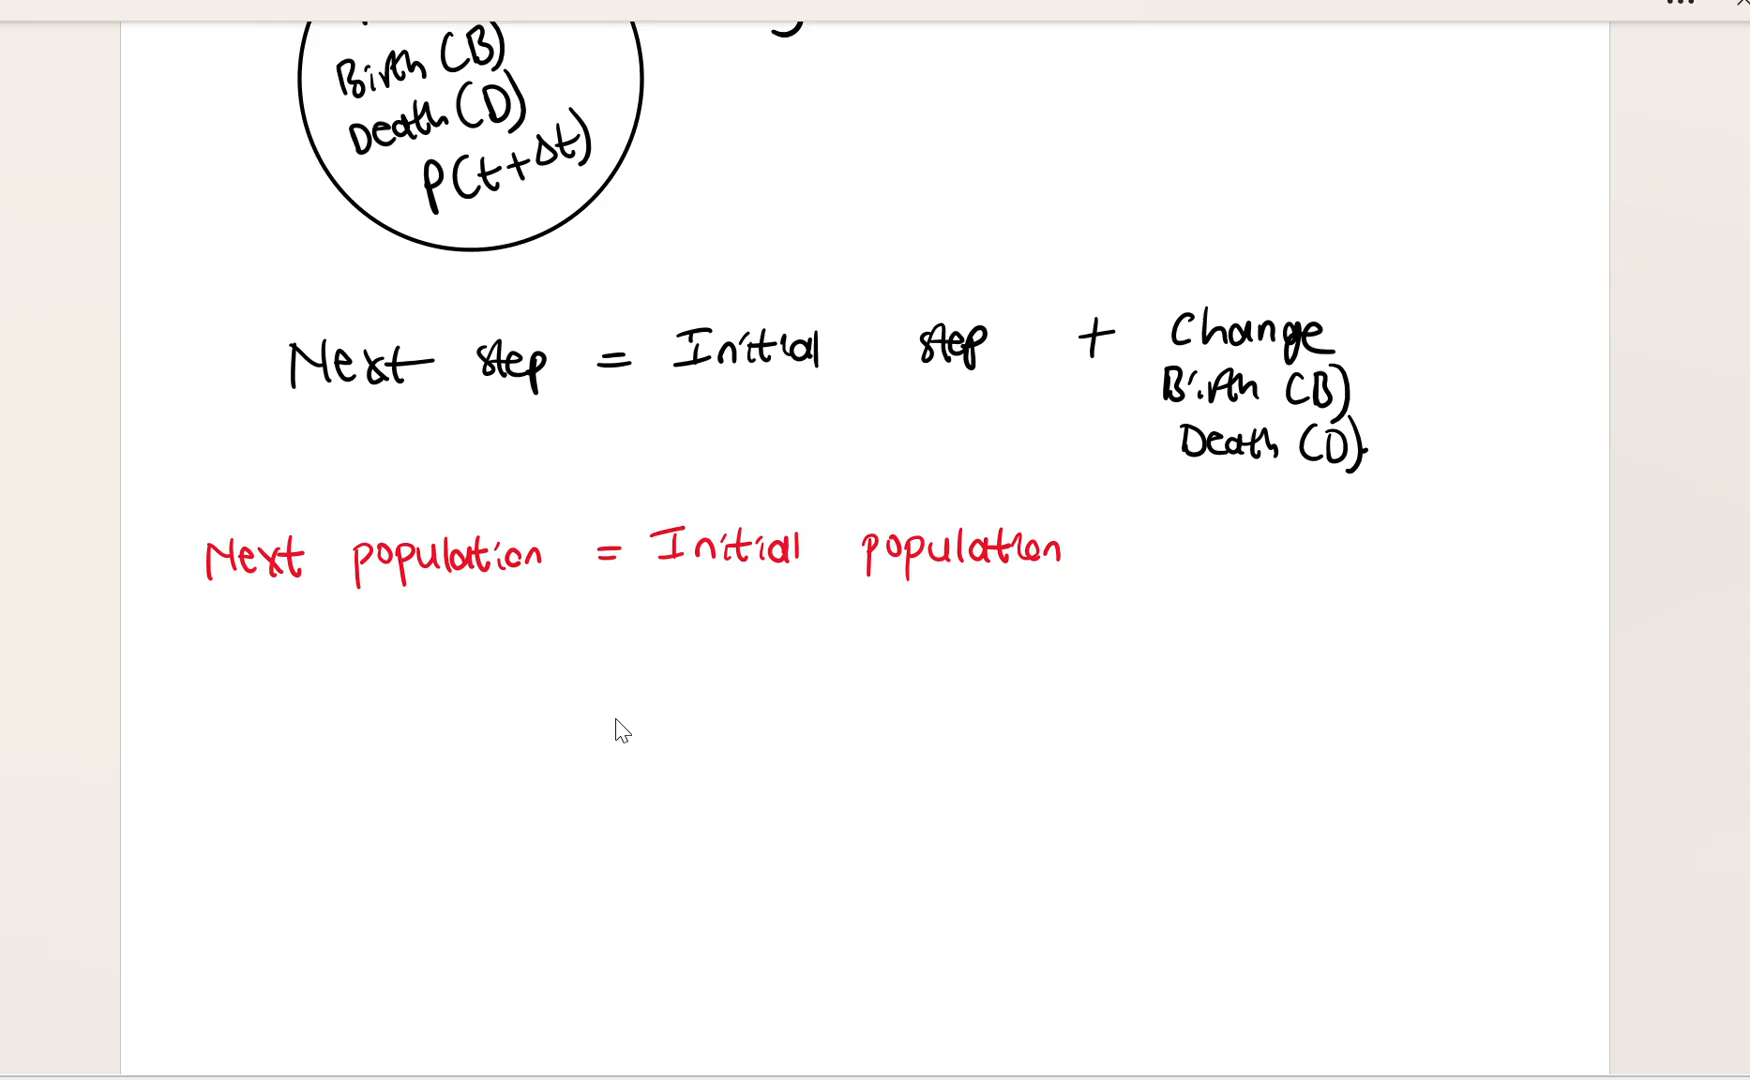 Birth (B)
Death (D)
P(t+Δt)
Next step = Initial step + Change
Birth (B)
Death (D).
Next population = Initial population